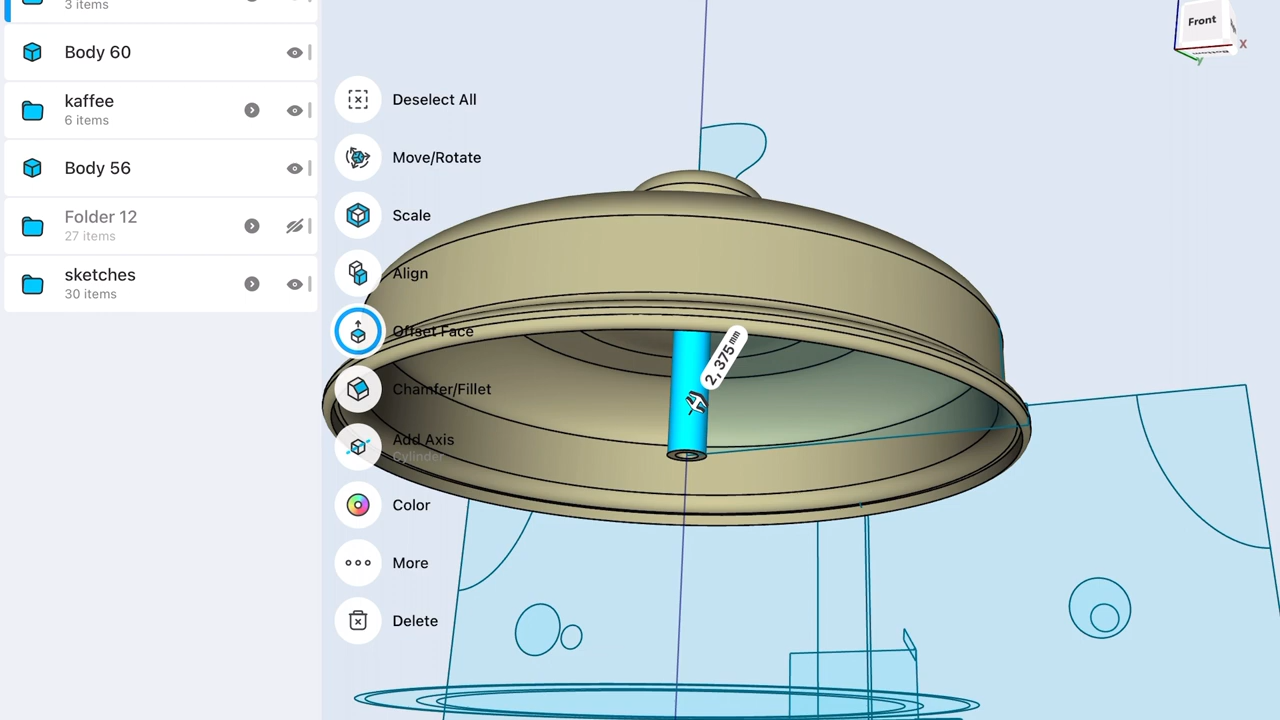 3 items
Body 60
kaffee
6 items
Body 56
Folder 12
27 items
sketches
30 items
Deselect All
Move/Rotate
Scale
Align
Offset Face
Chamfer/Fillet
Add Axis
Cylinder
Color
More
Delete
2,375 mm
Front
X
Y